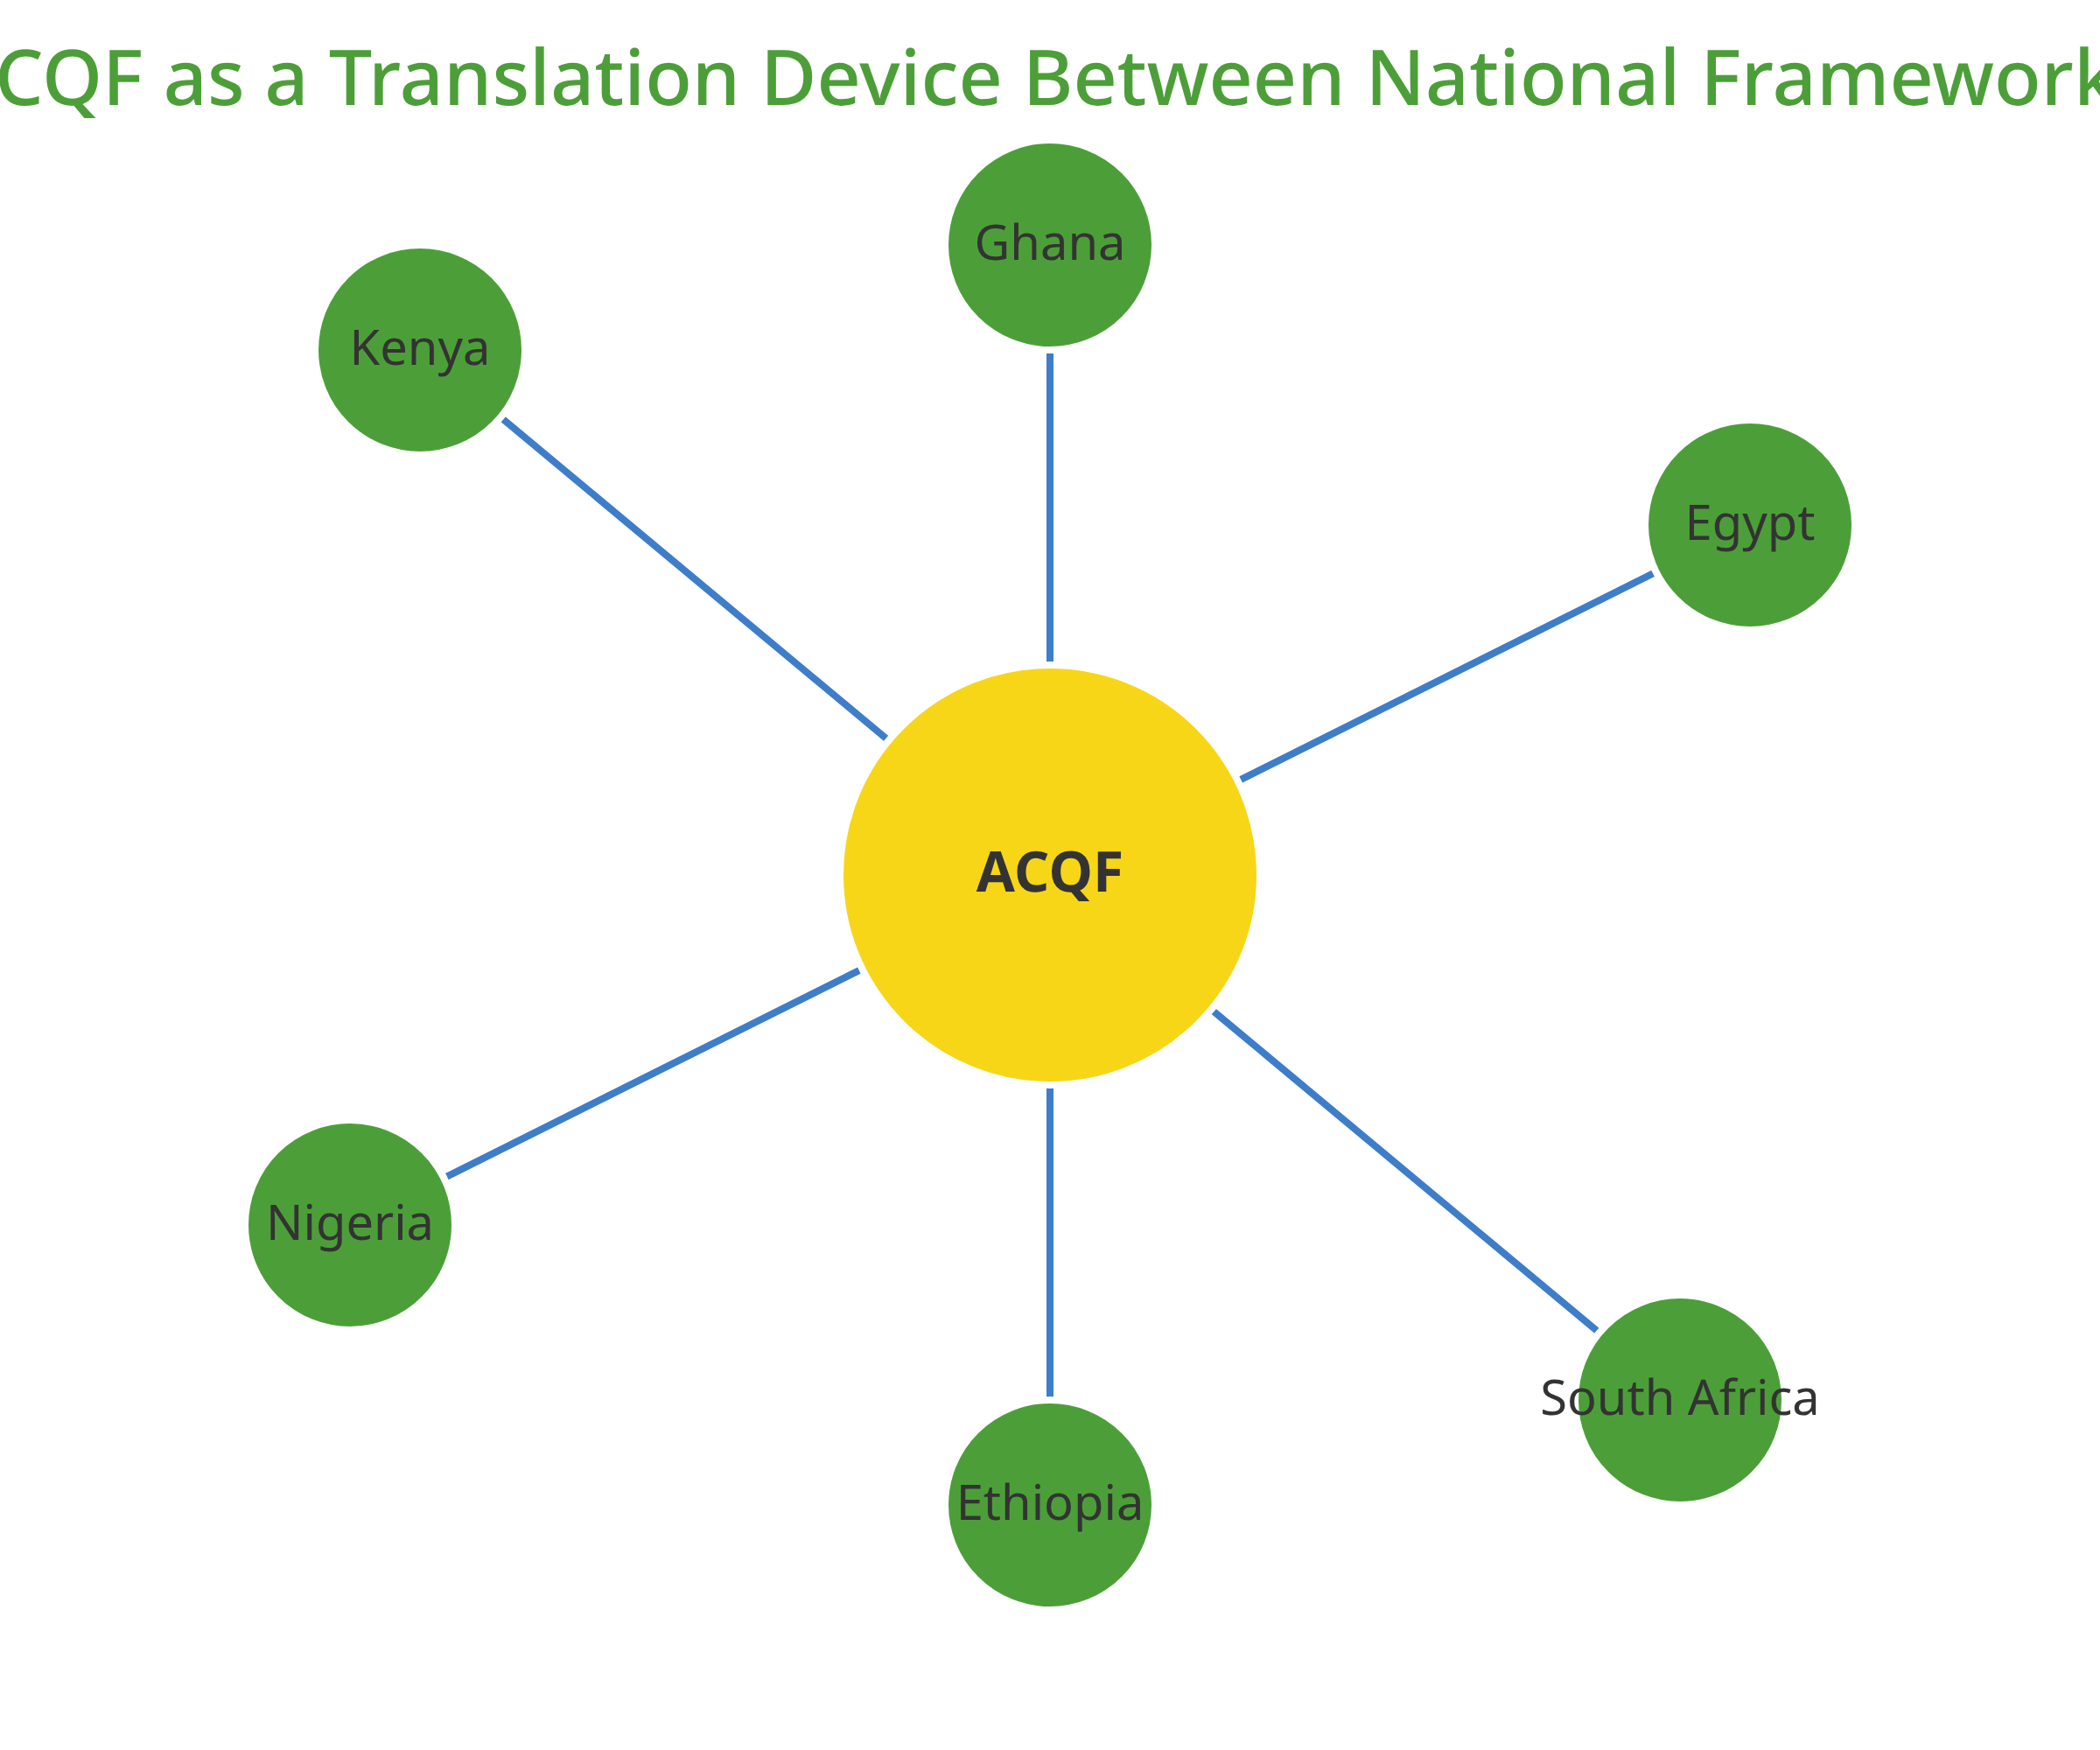 CQF as a Translation Device Between National Framework
Ghana
Kenya
Egypt
ACQF
Nigeria
South Africa
Ethiopia